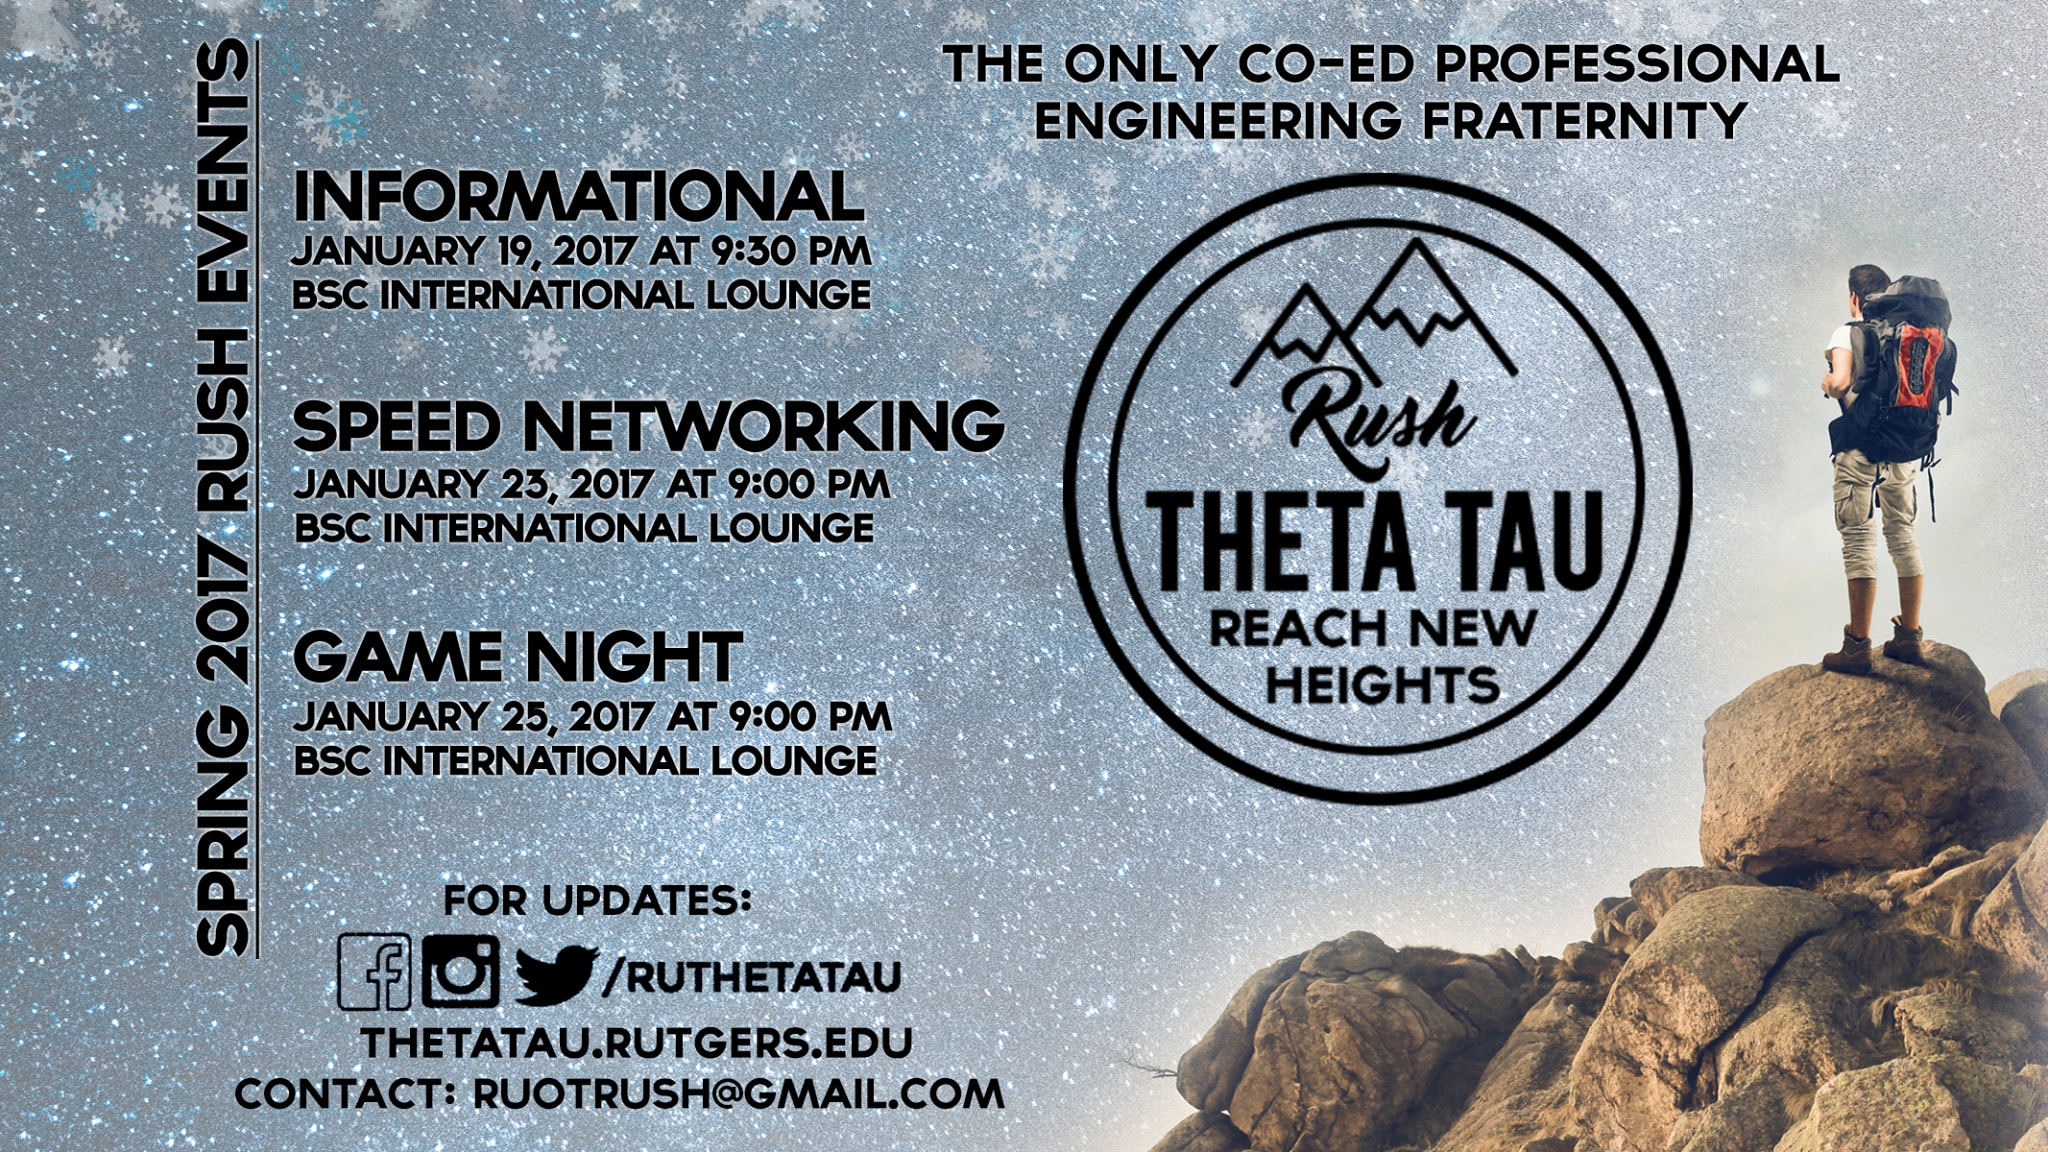 SPRING 2017 RUSH EVENTS
THE ONLY CO-ED PROFESSIONAL
ENGINEERING FRATERNITY
INFORMATIONAL
JANUARY 19, 2017 AT 9:30 PM
BSC INTERNATIONAL LOUNGE
SPEED NETWORKING
JANUARY 23, 2017 AT 9:00 PM
BSC INTERNATIONAL LOUNGE
GAME NIGHT
JANUARY 25, 2017 AT 9:00 PM
BSC INTERNATIONAL LOUNGE
Rush
THETA TAU
REACH NEW
HEIGHTS
FOR UPDATES:
/RUTHETATAU
THETATAU.RUTGERS.EDU
CONTACT: RUOTRUSH@GMAIL.COM